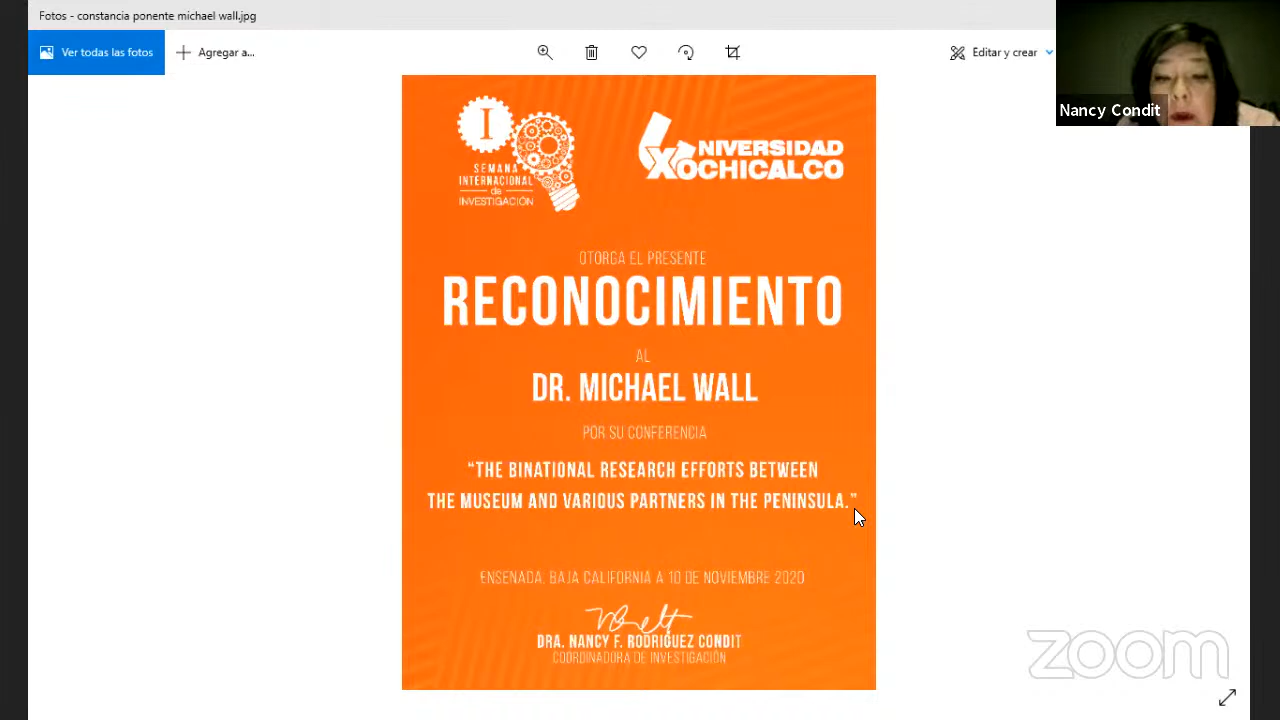 Fotos - constancia ponente michael wall.jpg
Ver todas las fotos
Agregar a...
Editar y crear
Nancy Condit
I
SEMANA
INTERNACIONAL
de
INVESTIGACIÓN
UNIVERSIDAD
XOCHICALCO
OTORGA EL PRESENTE
RECONOCIMIENTO
AL
DR. MICHAEL WALL
POR SU CONFERENCIA
“THE BINATIONAL RESEARCH EFFORTS BETWEEN
THE MUSEUM AND VARIOUS PARTNERS IN THE PENINSULA.”
ENSENADA, BAJA CALIFORNIA A 10 DE NOVIEMBRE 2020
DRA. NANCY F. RODRIGUEZ CONDIT
COORDINADORA DE INVESTIGACIÓN
zoom